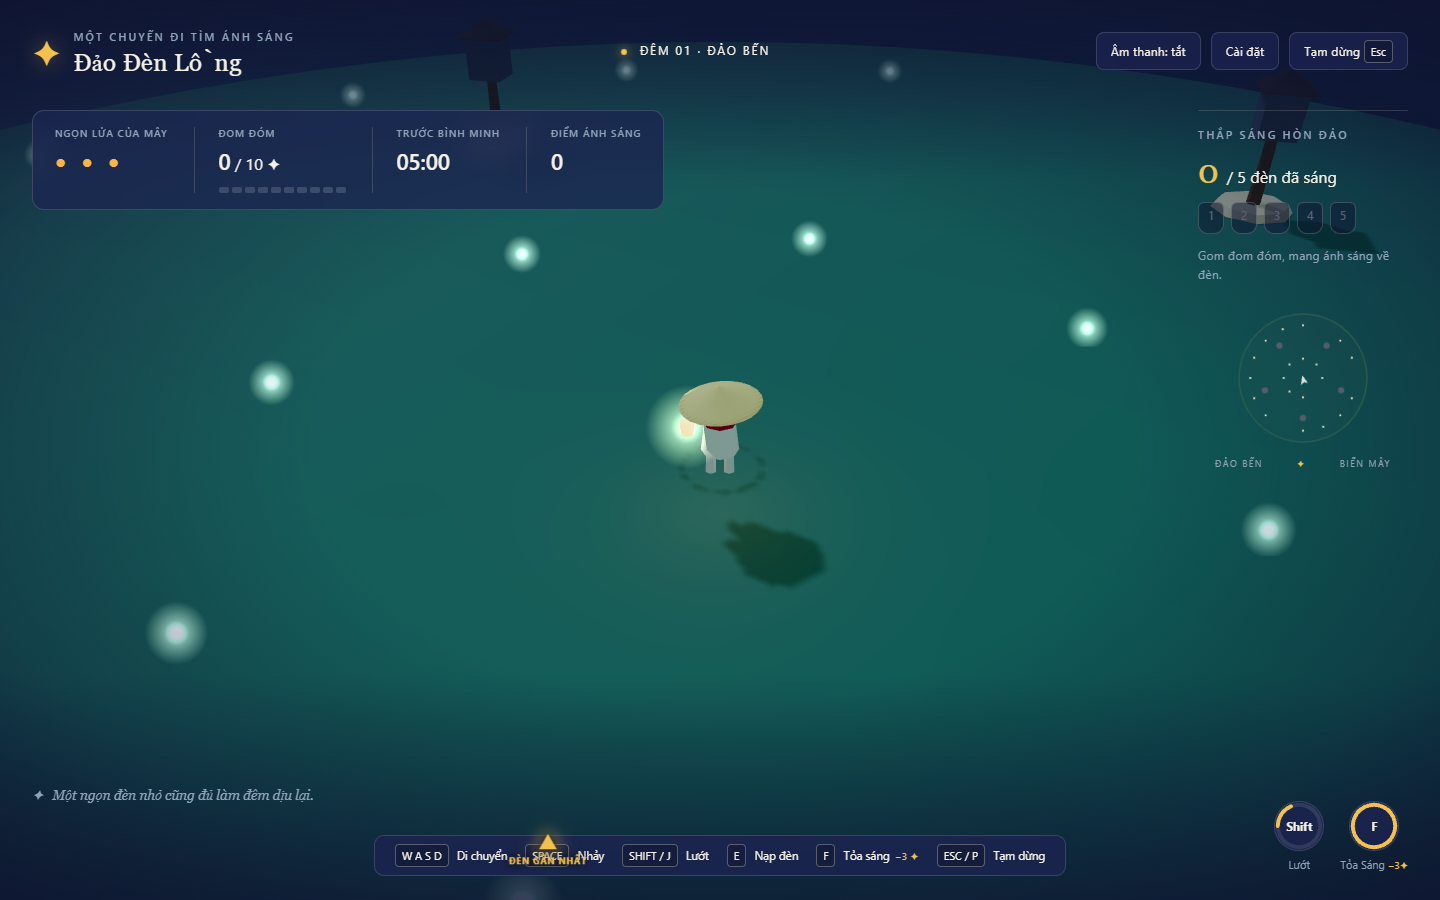 MỘT CHUYẾN ĐI TÌM ÁNH SÁNG
Đảo Đèn Lồng
ĐÊM 01 · ĐẢO BẾN
Âm thanh: tắt
Cài đặt
Tạm dừng Esc
NGỌN LỬA CỦA MÂY
ĐOM ĐÓM
0 / 10 ✦
TRƯỚC BÌNH MINH
05:00
ĐIỂM ÁNH SÁNG
0
THẮP SÁNG HÒN ĐẢO
0 / 5 đèn đã sáng
1 2 3 4 5
Gom đom đóm, mang ánh sáng về
đèn.
ĐẢO BẾN ✦ BIỂN MÂY
✦ Một ngọn đèn nhỏ cũng đủ làm đêm dịu lại.
W A S D Di chuyển SPACE Nhảy SHIFT / J Lướt E Nạp đèn F Tỏa sáng −3 ✦ ESC / P Tạm dừng
ĐÈN GẦN NHẤT
Shift
Lướt
F
Tỏa Sáng −3✦